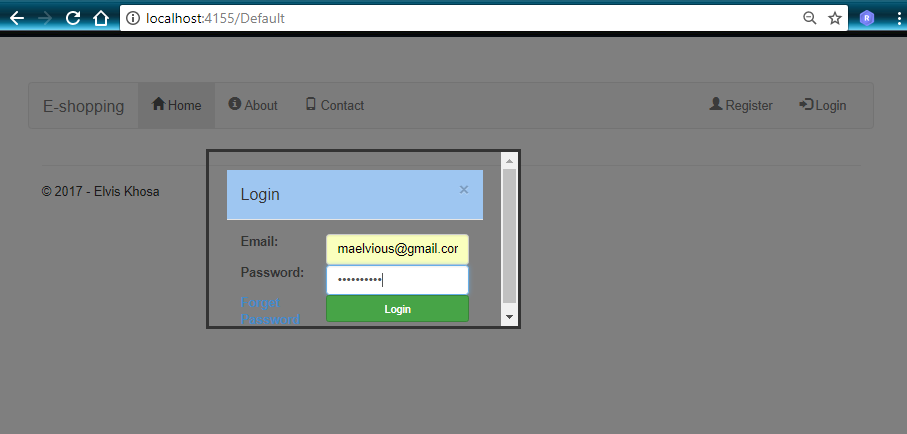 localhost:4155/Default
E-shopping Home About Contact Register Login
Login ×
© 2017 - Elvis Khosa
Email: maelvious@gmail.cor
Password: ••••••••••
Forgot Login
Password